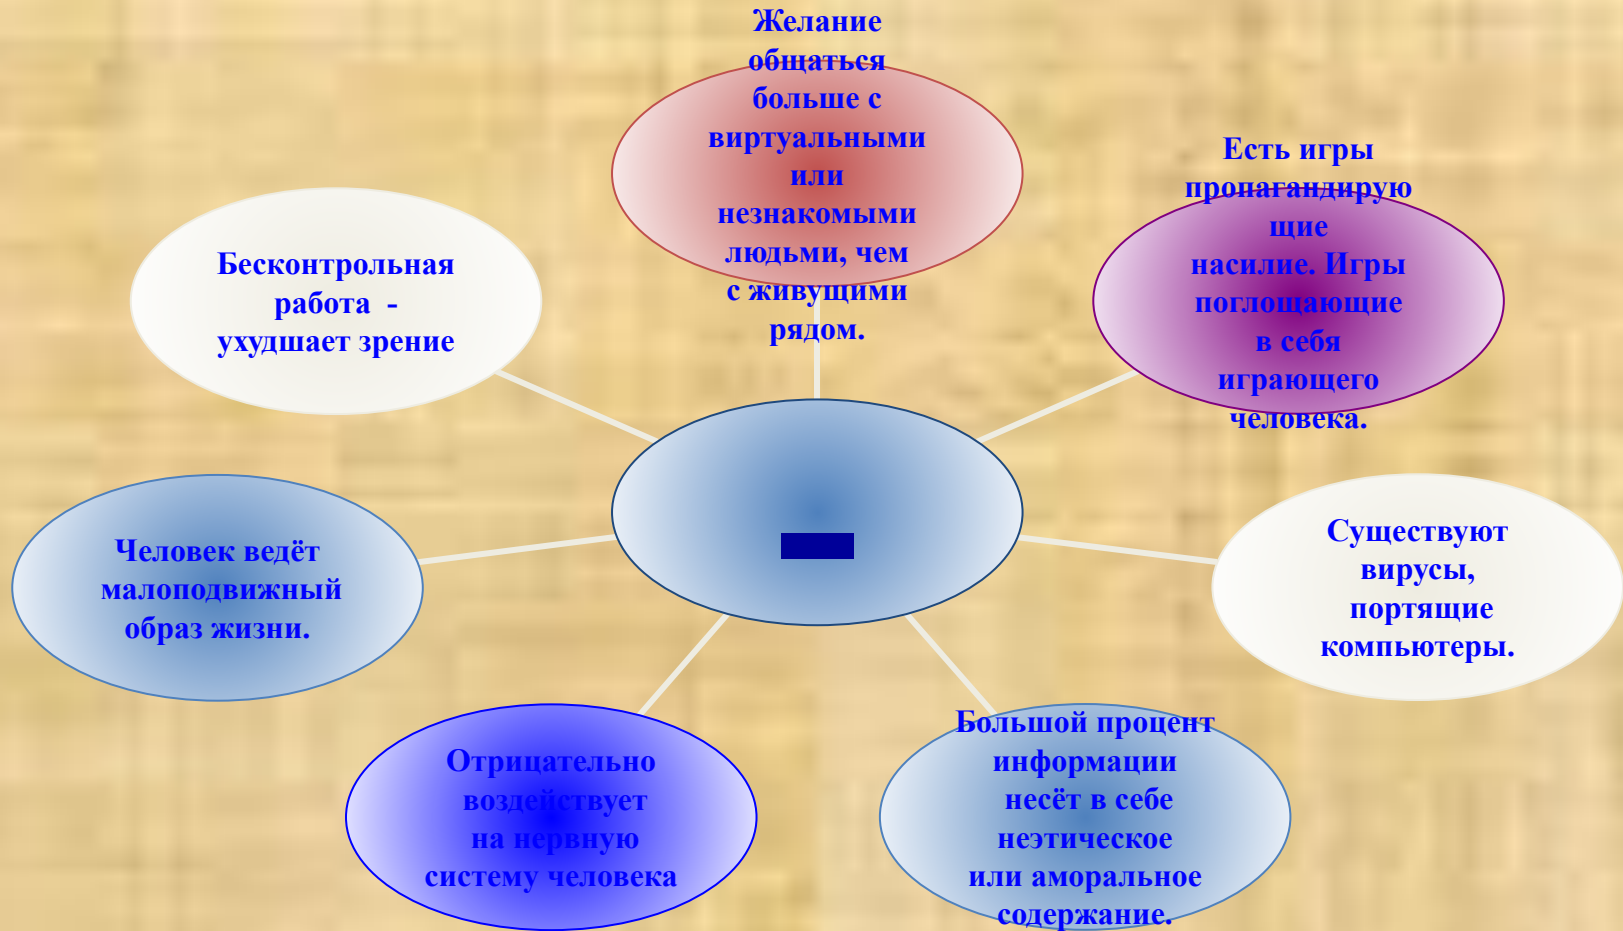 Желание
общаться
больше с
виртуальными
или
незнакомыми
людьми, чем
с живущими
рядом.
Есть игры
пропагандирую
щие
насилие. Игры
поглощающие
в себя
играющего
человека.
Существуют
вирусы,
портящие
компьютеры.
Большой процент
информации
несёт в себе
неэтическое
или аморальное
содержание.
Отрицательно
воздействует
на нервную
систему человека
Человек ведёт
малоподвижный
образ жизни.
Бесконтрольная
работа -
ухудшает зрение